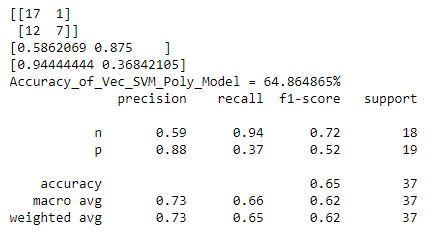 [[17  1]
 [12  7]]
[0.5862069 0.875    ]
[0.94444444 0.36842105]
Accuracy_of_Vec_SVM_Poly_Model = 64.864865%
              precision    recall  f1-score   support

           n       0.59      0.94      0.72        18
           p       0.88      0.37      0.52        19

    accuracy                           0.65        37
   macro avg       0.73      0.66      0.62        37
weighted avg       0.73      0.65      0.62        37